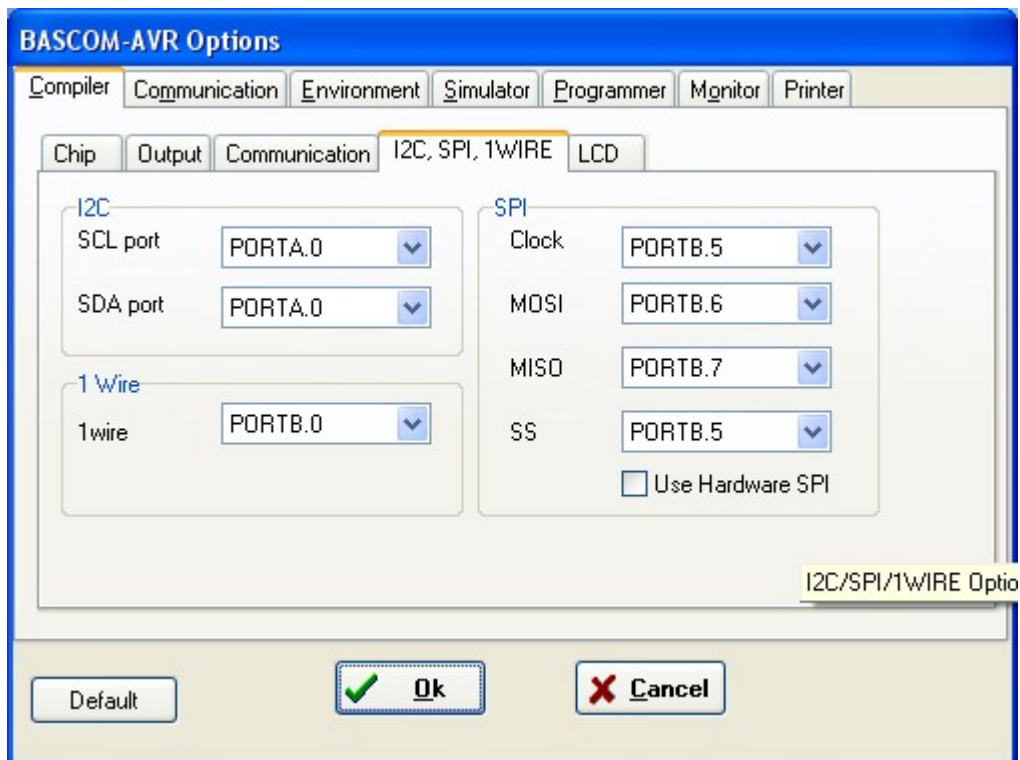 BASCOM-AVR Options
Compiler Communication Environment Simulator Programmer Monitor Printer
Chip Output Communication I2C, SPI, 1WIRE LCD
I2C
SCL port PORTA.0
SDA port PORTA.0
1 Wire
1wire PORTB.0
SPI
Clock PORTB.5
MOSI PORTB.6
MISO PORTB.7
SS PORTB.5
Use Hardware SPI
I2C/SPI/1WIRE Optio
Default Ok Cancel